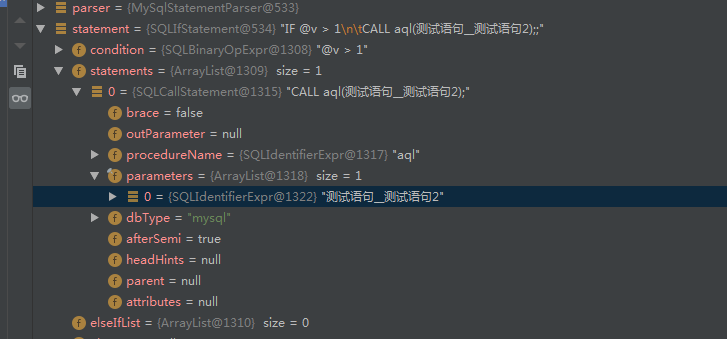 parser = {MySqlStatementParser@533}
statement = {SQLIfStatement@534} "IF @v > 1\n\tCALL aql(测试语句__测试语句2);;"
condition = {SQLBinaryOpExpr@1308} "@v > 1"
statements = {ArrayList@1309} size = 1
0 = {SQLCallStatement@1315} "CALL aql(测试语句__测试语句2);"
brace = false
outParameter = null
procedureName = {SQLIdentifierExpr@1317} "aql"
parameters = {ArrayList@1318} size = 1
0 = {SQLIdentifierExpr@1322} "测试语句__测试语句2"
dbType = "mysql"
afterSemi = true
headHints = null
parent = null
attributes = null
elseIfList = {ArrayList@1310} size = 0